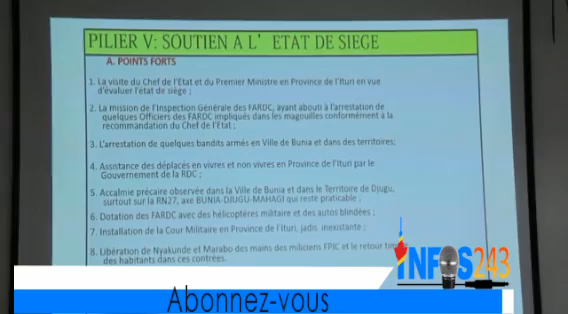 PILIER V: SOUTIEN A L' ETAT DE SIEGE
A. POINTS FORTS
1. La visite du Chef de l'Etat et du Premier Ministre en Province de l'Ituri en vue
d'évaluer l'état de siège ;
2. La mission de l'Inspection Générale des FARDC, ayant abouti à l'arrestation de
quelques Officiers des FARDC impliqués dans les magouilles conformément à la
recommandation du Chef de l'Etat ;
3. L'arrestation de quelques bandits armés en Ville de Bunia et dans des territoires;
4. Assistance des déplacés en vivres et non vivres en Province de l'Ituri par le
Gouvernement de la RDC ;
5. Accalmie précaire observée dans la Ville de Bunia et dans le Territoire de Djugu,
surtout sur la RN27, axe BUNIA-DJUGU-MAHAGI qui reste praticable ;
6. Dotation des FARDC avec des hélicoptères militaire et des autos blindées ;
7. Installation de la Cour Militaire en Province de l'Ituri, jadis inexistante ;
8. Libération de Nyakunde et Marabo des mains des miliciens FPIC et le retour
des habitants dans ces contrées.
INFOS243
Abonnez-vous